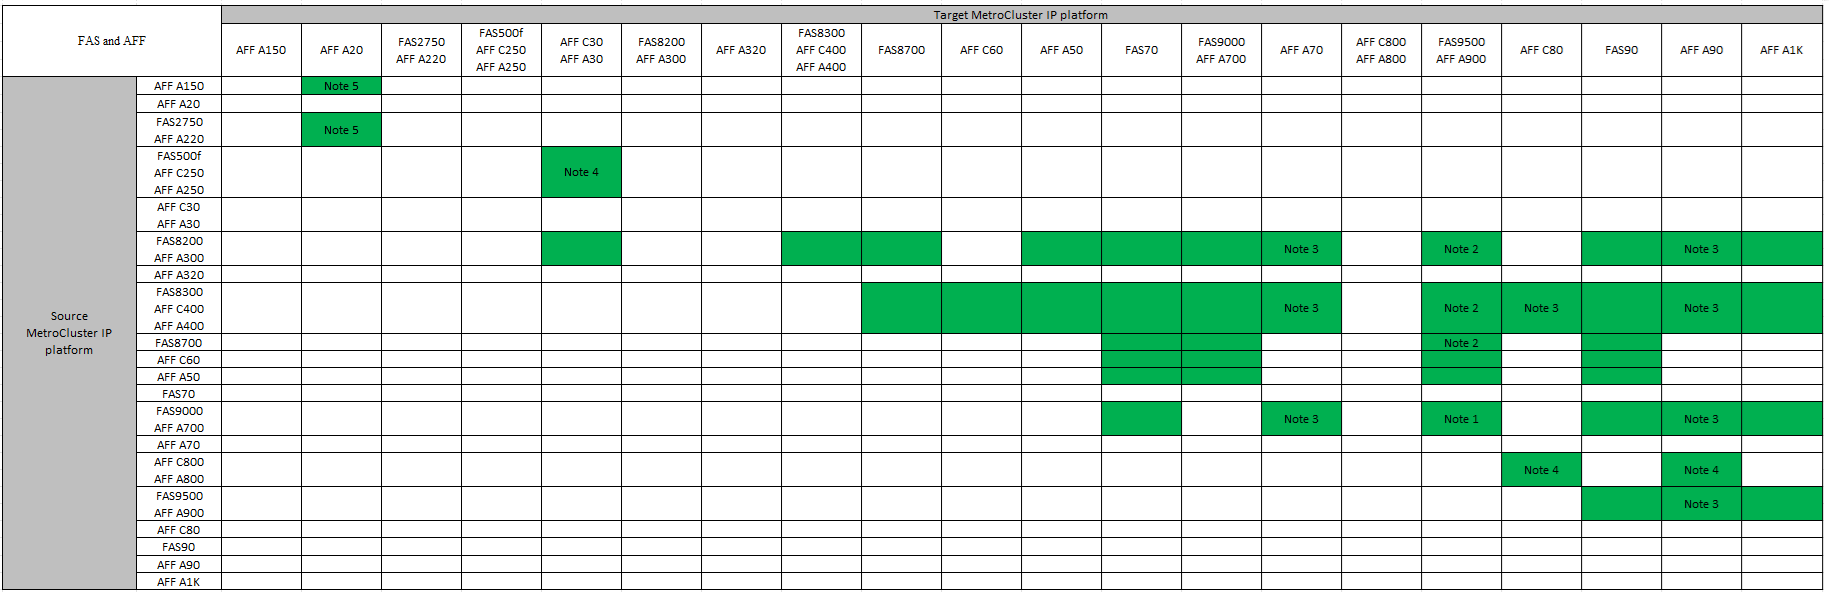 Target MetroCluster IP platform
FAS and AFF
AFF A150
AFF A20
FAS2750
AFF A220
FAS500f
AFF C250
AFF A250
AFF C30
AFF A30
FAS8200
AFF A300
AFF A320
FAS8300
AFF C400
AFF A400
FAS8700
AFF C60
AFF A50
FAS70
FAS9000
AFF A700
AFF A70
AFF C800
AFF A800
FAS9500
AFF A900
AFF C80
FAS90
AFF A90
AFF A1K
Source
MetroCluster IP
platform
AFF A150 Note 5
AFF A20
FAS2750
AFF A220
Note 5
FAS500f
AFF C250
AFF A250
Note 4
AFF C30
AFF A30
FAS8200
AFF A300
Note 3 Note 2 Note 3
AFF A320
FAS8300
AFF C400
AFF A400
Note 3 Note 2 Note 3 Note 3
FAS8700 Note 2
AFF C60
AFF A50
FAS70
FAS9000
AFF A700
Note 3 Note 1 Note 3
AFF A70
AFF C800
AFF A800
Note 4 Note 4
FAS9500
AFF A900
Note 3
AFF C80
FAS90
AFF A90
AFF A1K